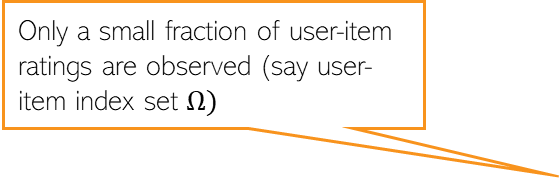 Only a small fraction of user-item
ratings are observed (say user-
item index set Ω)